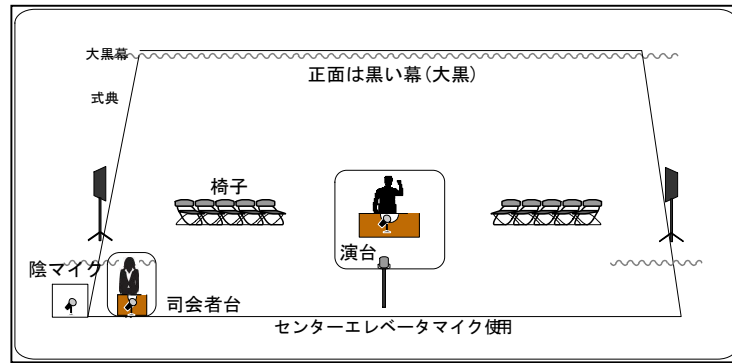 大黒幕
正面は黒い幕(大黒)
式典
椅子
演台
陰マイク
司会者台
センターエレベータマイク使用